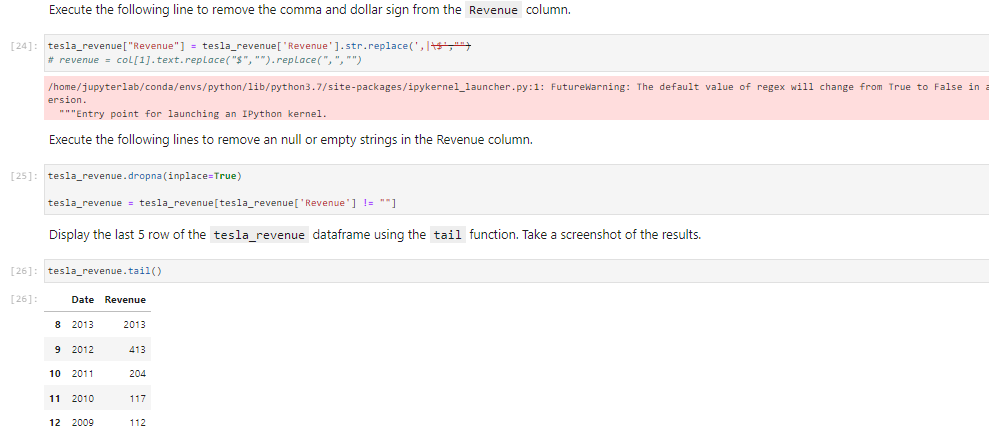 Execute the following line to remove the comma and dollar sign from the Revenue column.
[24]: tesla_revenue["Revenue"] = tesla_revenue['Revenue'].str.replace(',|\$',"")
# revenue = col[1].text.replace("$","").replace(",","")
/home/jupyterlab/conda/envs/python/lib/python3.7/site-packages/ipykernel_launcher.py:1: FutureWarning: The default value of regex will change from True to False in a
ersion.
"""Entry point for launching an IPython kernel.
Execute the following lines to remove an null or empty strings in the Revenue column.
[25]: tesla_revenue.dropna(inplace=True)
tesla_revenue = tesla_revenue[tesla_revenue['Revenue'] != ""]
Display the last 5 row of the tesla_revenue dataframe using the tail function. Take a screenshot of the results.
[26]: tesla_revenue.tail()
[26]: Date Revenue
8 2013 2013
9 2012 413
10 2011 204
11 2010 117
12 2009 112